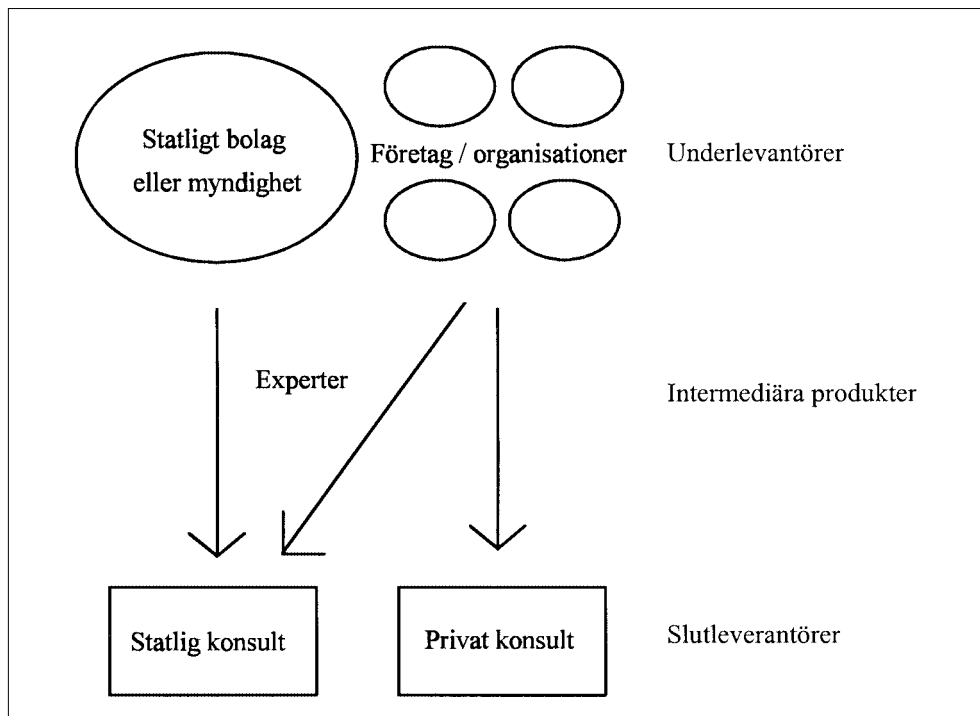 Statligt bolag
eller myndighet
Företag / organisationer
Underlevantörer
Experter
Intermediära produkter
Statlig konsult
Privat konsult
Slutleverantörer